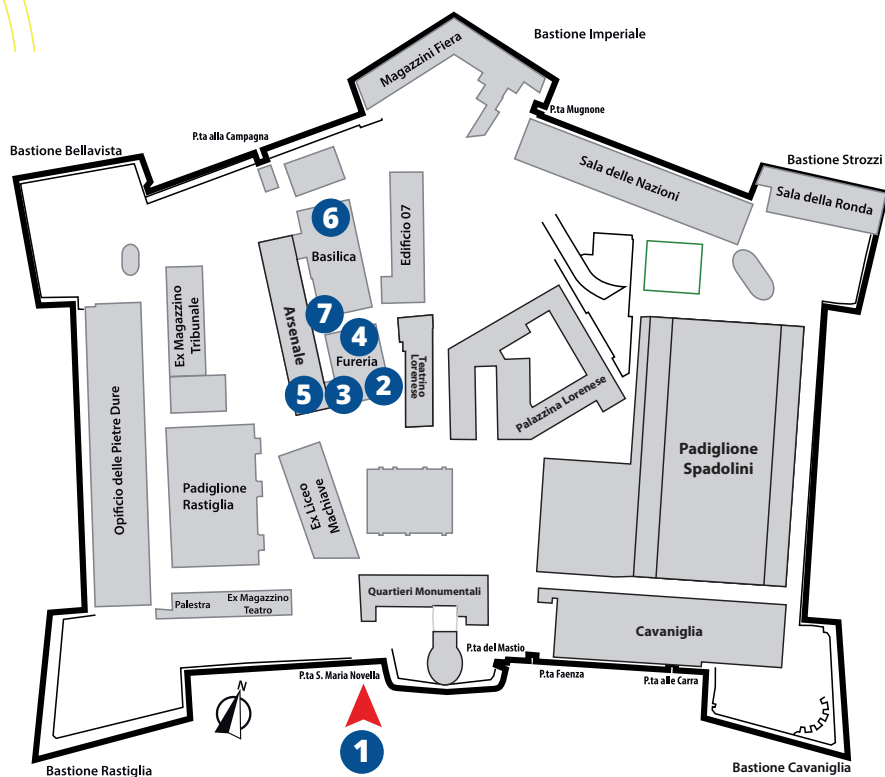 Bastione Imperiale
Magazzini Fiera
P.ta Mugnone
P.ta alla Campagna
Bastione Bellavista
Bastione Strozzi
Sala delle Nazioni
Sala della Ronda
6
Basilica
Edificio 07
Ex Magazzino
Tribunale
Arsenale
7
4
Fureria
5
3
2
Teatrino
Lorenese
Palazzina Lorenese
Opificio delle Pietre Dure
Padiglione
Spadolini
Padiglione
Rastiglia
Ex Liceo
Machiave
Quartieri Monumentali
Palestra
Ex Magazzino
Teatro
Cavaniglia
P.ta del Mastio
P.ta S. Maria Novella
P.ta Faenza
P.ta alle Carra
N
1
Bastione Rastiglia
Bastione Cavaniglia